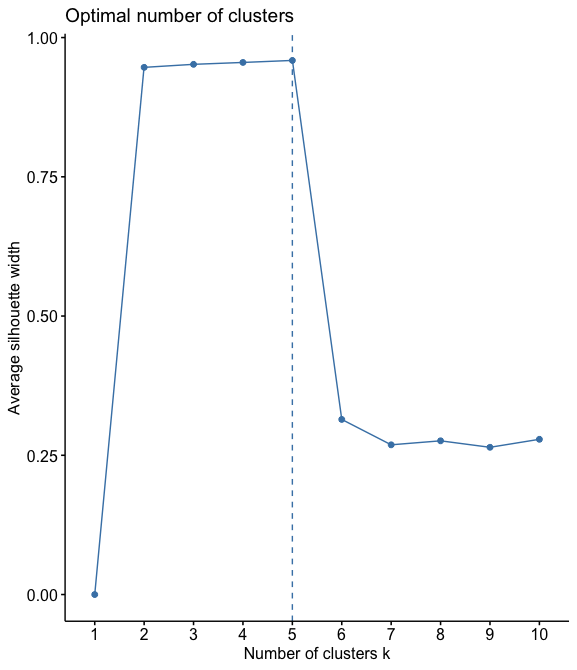 Optimal number of clusters
1.00
0.75
0.50
0.25
0.00
Average silhouette width
1 2 3 4 5 6 7 8 9 10
Number of clusters k